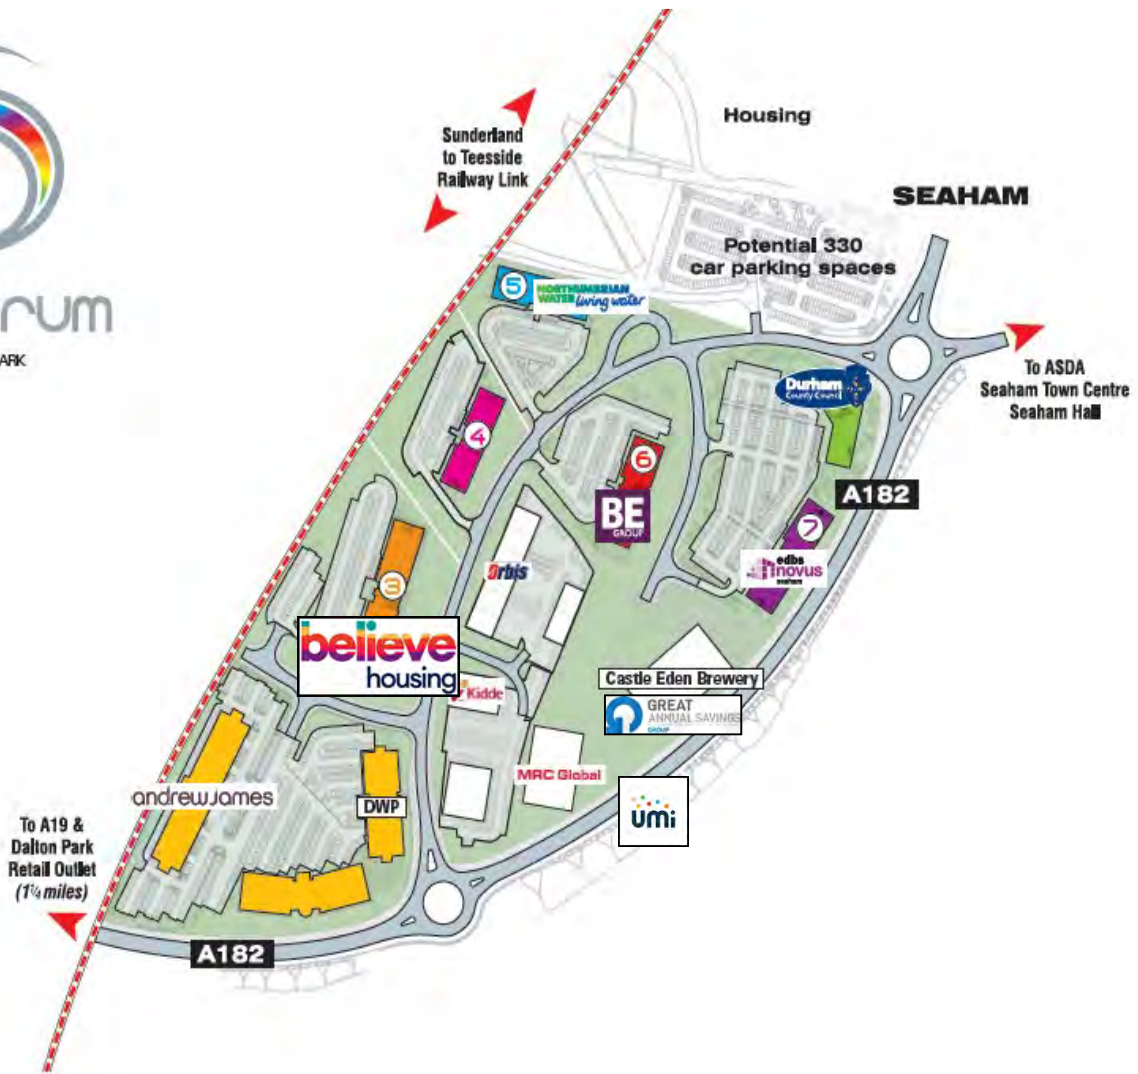 Housing
Sunderland
to Teesside
Railway Link
SEAHAM
Potential 330
car parking spaces
5
NORTHUMBRIAN
WATER living water
rum
ARK
To ASDA
Seaham Town Centre
Seaham Hall
Durham
County Council
4
6
A182
BE
GROUP
7
edbs
novus
seaham
Orbis
3
believe
housing
Kidde
Castle Eden Brewery
GREAT
ANNUAL SAVINGS
GROUP
MRC Global
andrewjames
DWP
umi
To A19 &
Dalton Park
Retail Outlet
(1¼ miles)
A182